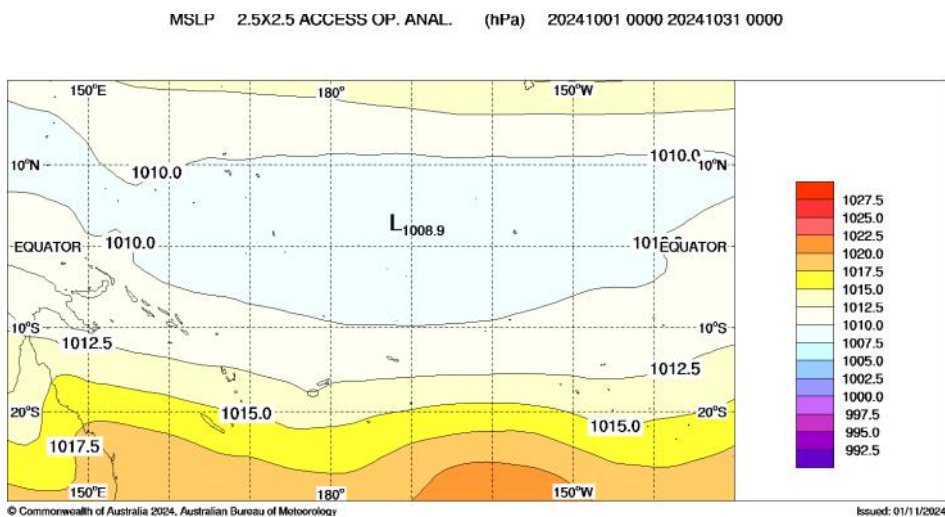 MSLP 2.5X2.5 ACCESS OP. ANAL. (hPa) 20241001 0000 20241031 0000
150°E 180° 150°W
10°N 1010.0 1010.0 10°N
L1008.9
EQUATOR 1010.0 EQUATOR
10°S 10°S
1012.5 1012.5
20°S 1015.0 1015.0 20°S
1017.5
150°E 180° 150°W
1027.5
1025.0
1022.5
1020.0
1017.5
1015.0
1012.5
1010.0
1007.5
1005.0
1002.5
1000.0
997.5
995.0
992.5
© Commonwealth of Australia 2024, Australian Bureau of Meteorology
Issued: 01/11/2024